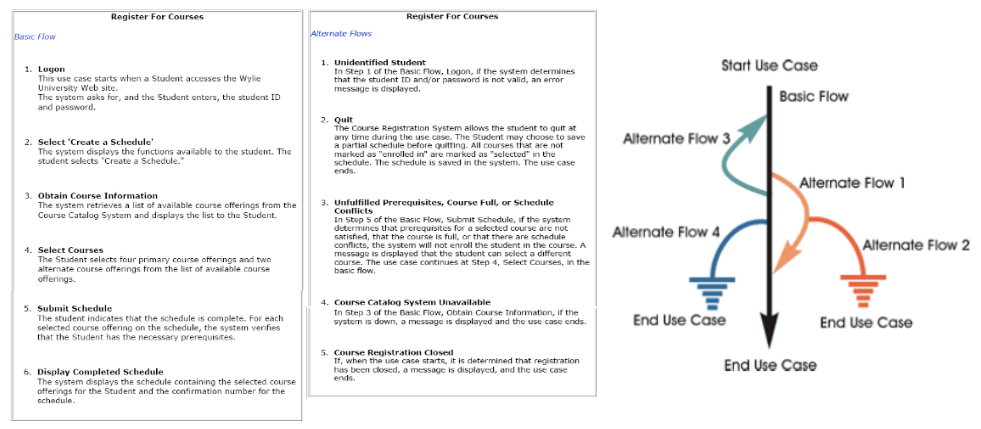 Register For Courses
Basic Flow
1. Logon
This use case starts when a Student accesses the Wylie
University Web site.
The system asks for, and the Student enters, the student ID
and password.
2. Select 'Create a Schedule'
The system displays the functions available to the student. The
student selects "Create a Schedule."
3. Obtain Course Information
The system retrieves a list of available course offerings from the
Course Catalog System and displays the list to the Student.
4. Select Courses
The Student selects four primary course offerings and two
alternate course offerings from the list of available course
offerings.
5. Submit Schedule
The student indicates that the schedule is complete. For each
selected course offering on the schedule, the system verifies
that the Student has the necessary prerequisites.
6. Display Completed Schedule
The system displays the schedule containing the selected course
offerings for the Student and the confirmation number for the
schedule.
Register For Courses
Alternate Flows
1. Unidentified Student
In Step 1 of the Basic Flow, Logon, if the system determines
that the student ID and/or password is not valid, an error
message is displayed.
2. Quit
The Course Registration System allows the student to quit at
any time during the use case. The Student may choose to save
a partial schedule before quitting. All courses that are not
marked as "enrolled in" are marked as "selected" in the
schedule. The schedule is saved in the system. The use case
ends.
3. Unfulfilled Prerequisites, Course Full, or Schedule
Conflicts
In Step 5 of the Basic Flow, Submit Schedule, if the system
determines that prerequisites for a selected course are not
satisfied, that the course is full, or that there are schedule
conflicts, the system will not enroll the student in the course. A
message is displayed that the student can select a different
course. The use case continues at Step 4, Select Courses, in the
basic flow.
4. Course Catalog System Unavailable
In Step 3 of the Basic Flow, Obtain Course Information, if the
system is down, a message is displayed and the use case ends.
5. Course Registration Closed
If, when the use case starts, it is determined that registration
has been closed, a message is displayed, and the use case
ends.
Start Use Case
Basic Flow
Alternate Flow 3
Alternate Flow 1
Alternate Flow 4
Alternate Flow 2
End Use Case
End Use Case
End Use Case